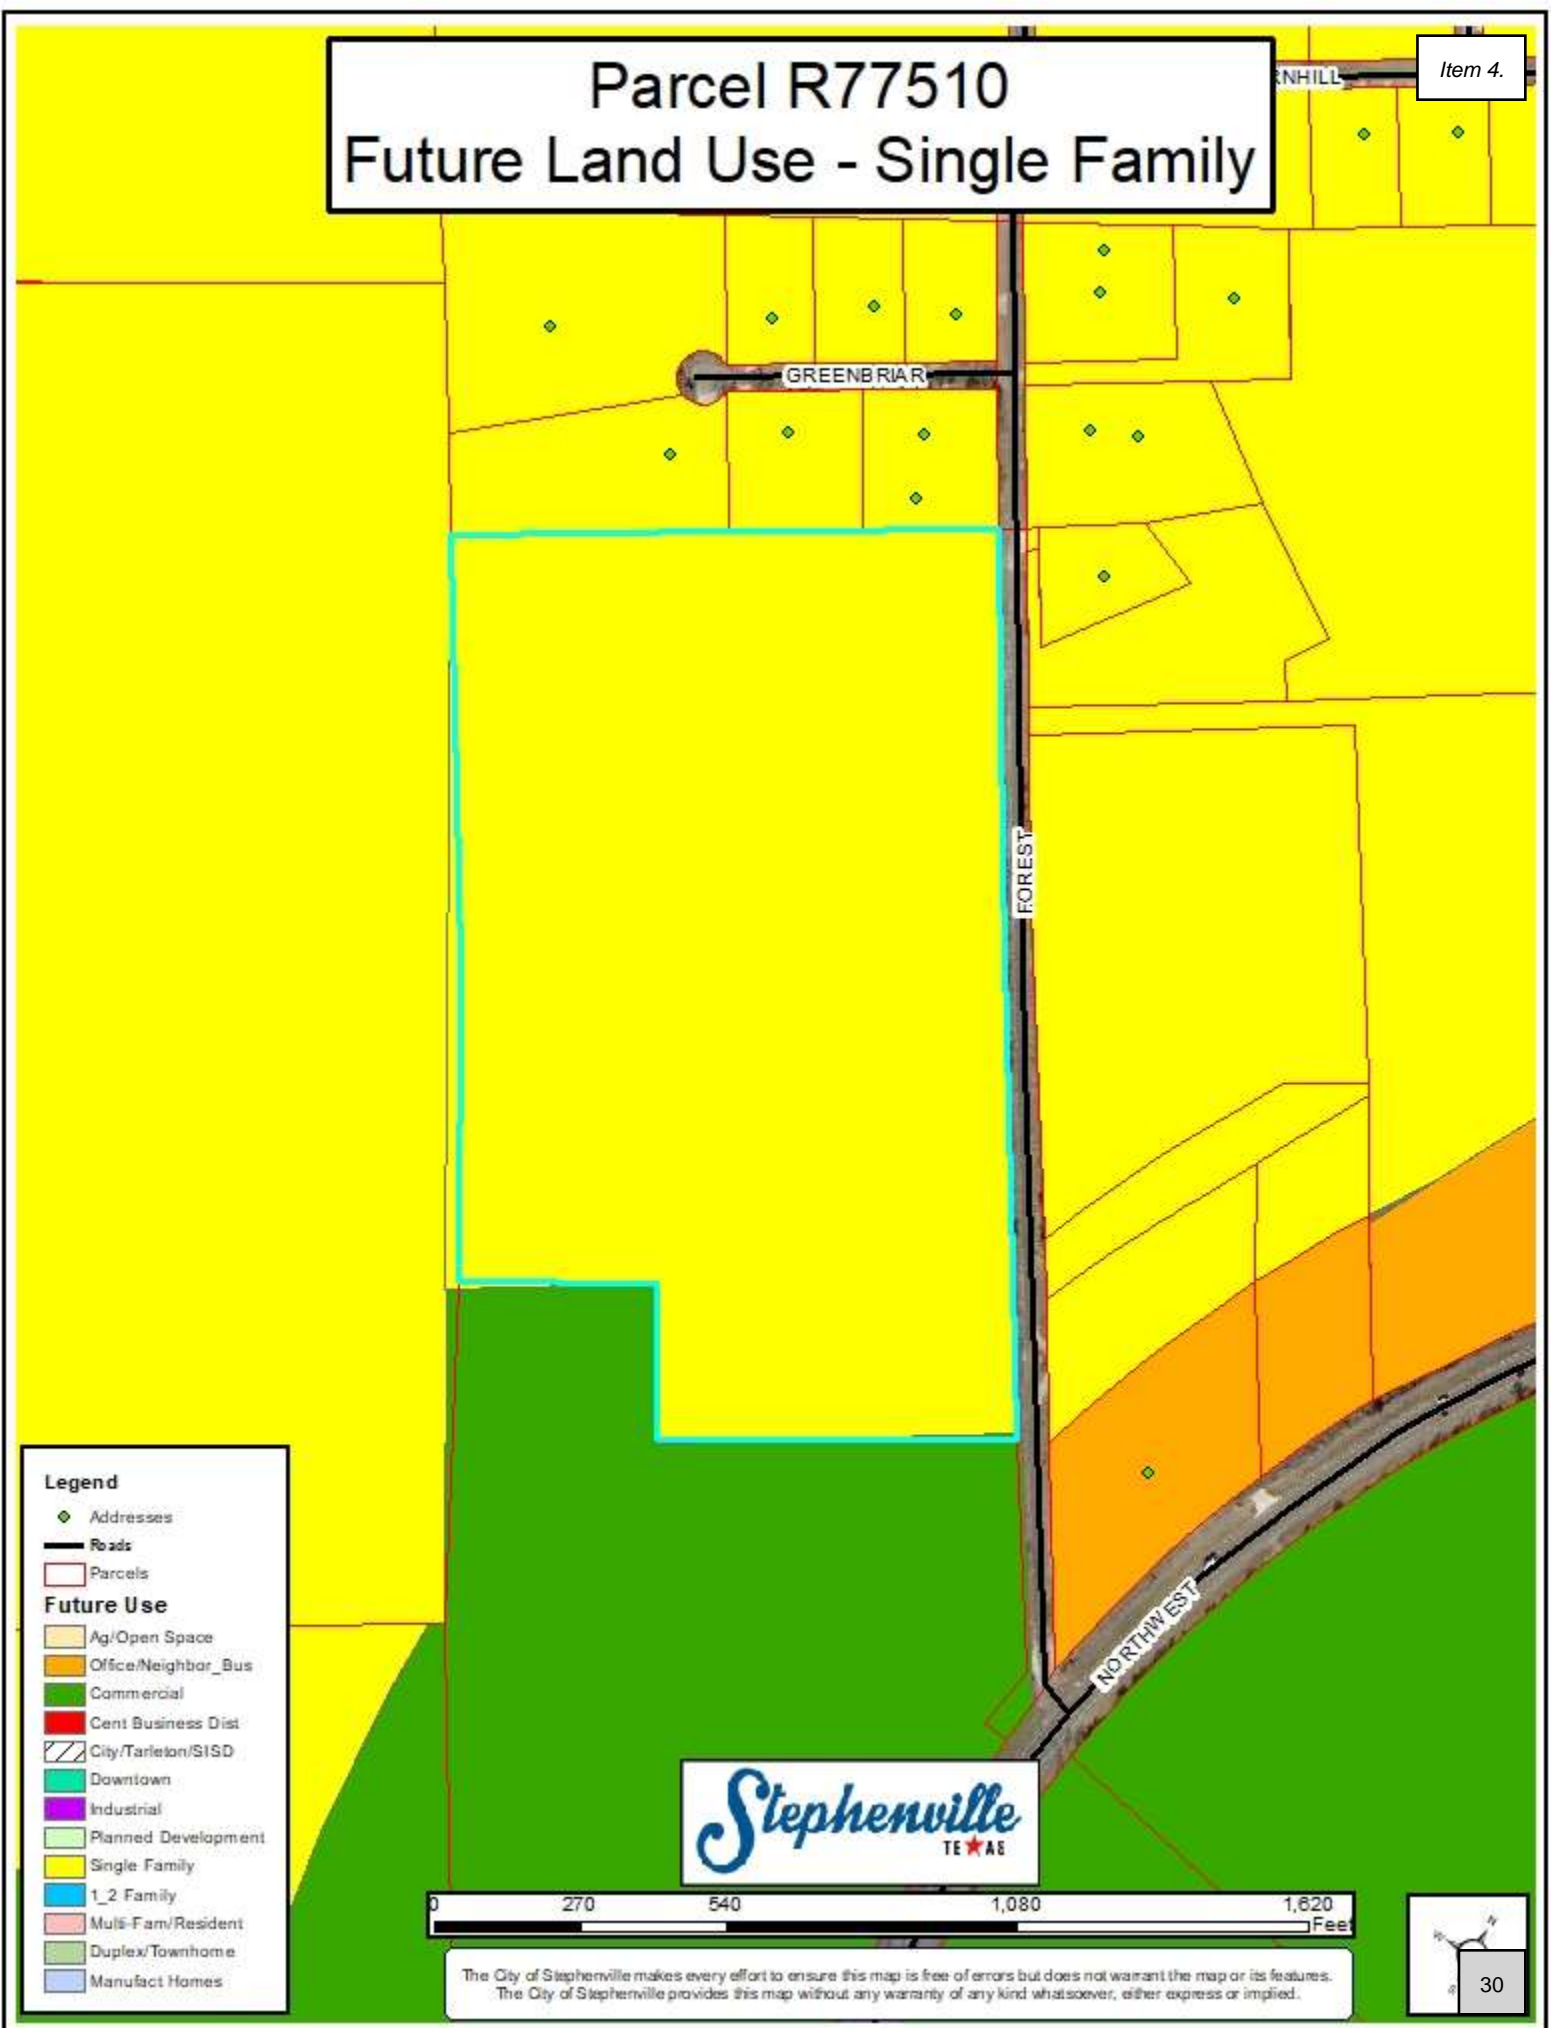 Parcel R77510
Future Land Use - Single Family
RNHILL
Item 4.
GREENBRIAR
FOREST
NORTHWEST
Legend
Addresses
Roads
Parcels
Future Use
Ag/Open Space
Office/Neighbor_Bus
Commercial
Cent Business Dist
City/Tarleton/SISD
Downtown
Industrial
Planned Development
Single Family
1_2 Family
Multi-Fam/Resident
Duplex/Townhome
Manufact Homes
Stephenville
TEXAS
0 270 540 1,080 1,620
Feet
The City of Stephenville makes every effort to ensure this map is free of errors but does not warrant the map or its features.
The City of Stephenville provides this map without any warranty of any kind whatsoever, either express or implied.
N
30